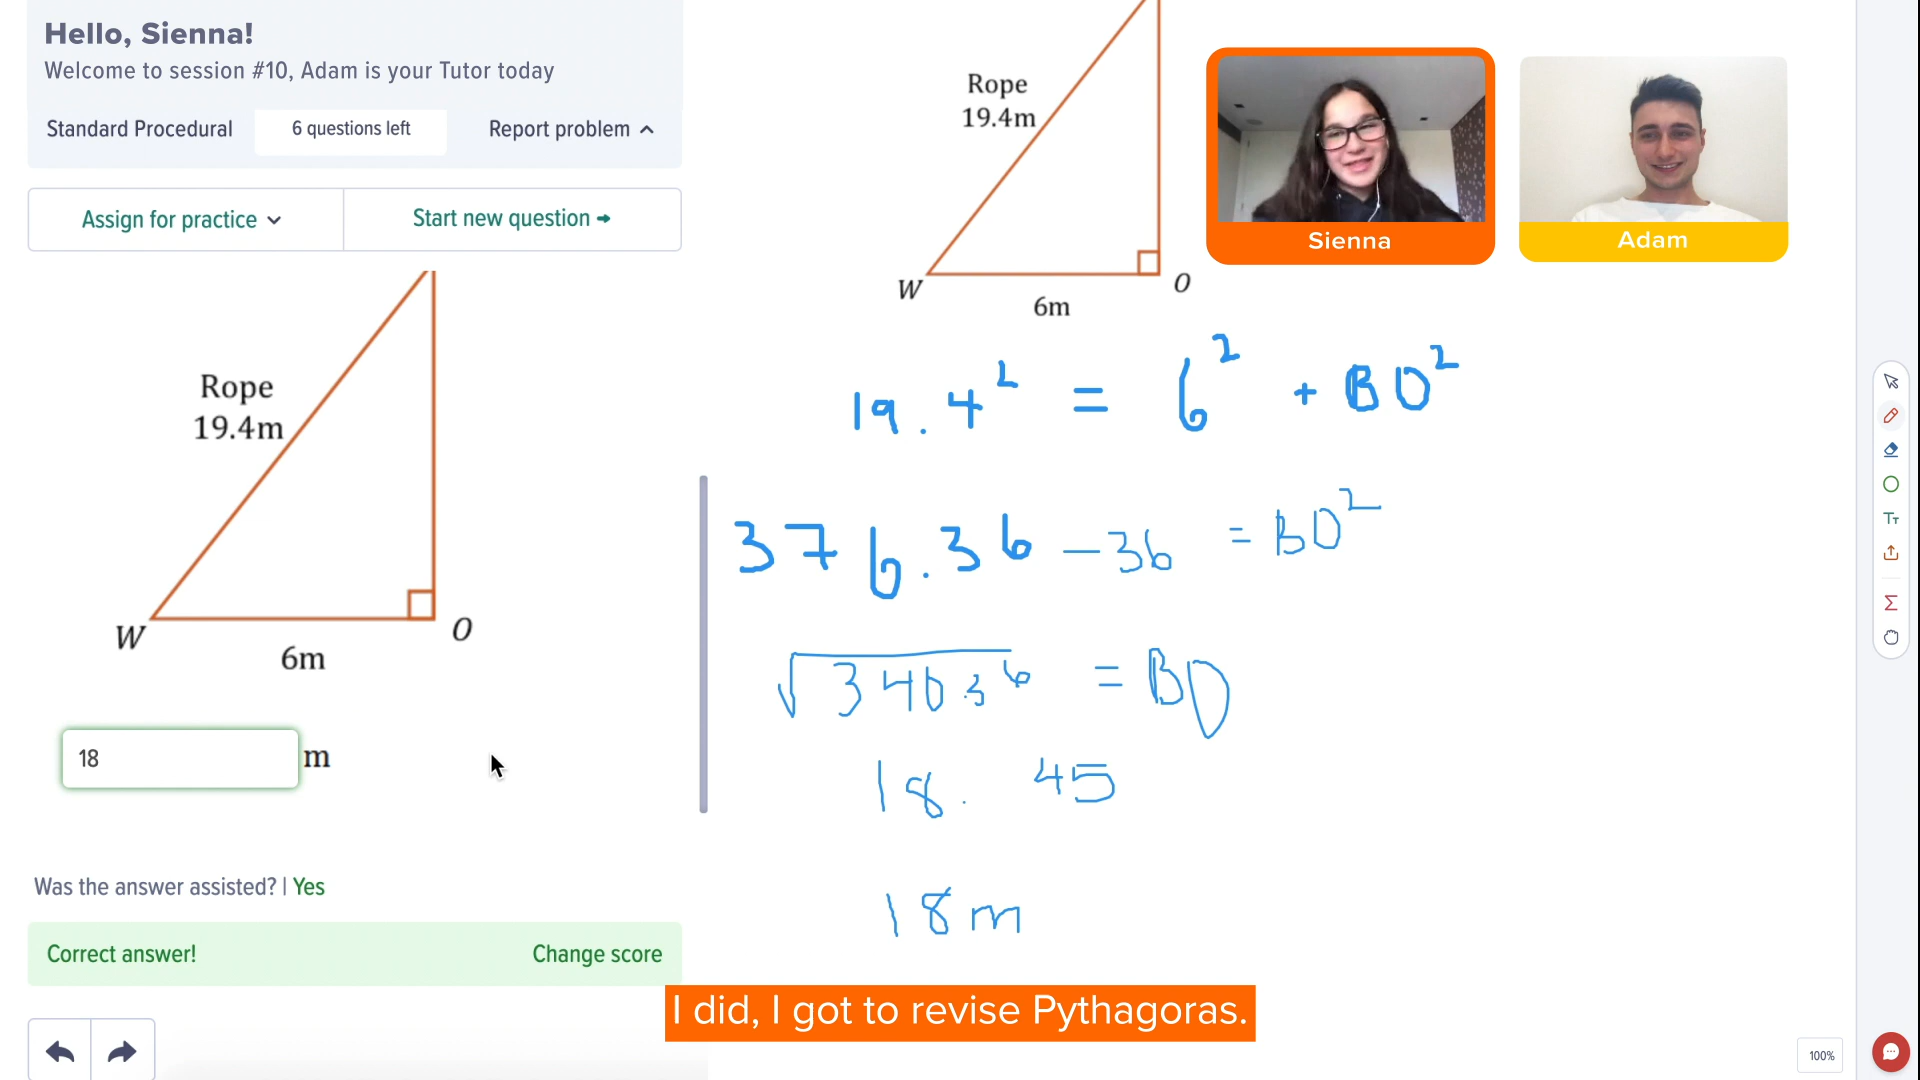 Hello, Sienna!
Welcome to session #10, Adam is your Tutor today
Standard Procedural
6 questions left
Report problem
Assign for practice
Start new question
Rope
19.4m
W
6m
O
18
m
Was the answer assisted? | Yes
Correct answer!
Change score
Rope
19.4m
W
6m
O
Sienna
Adam
19.4² = 6² + BO²
376.36 - 36 = BO²
√340.36 = BO
18.45
18m
I did, I got to revise Pythagoras.
Tт
Σ
100%